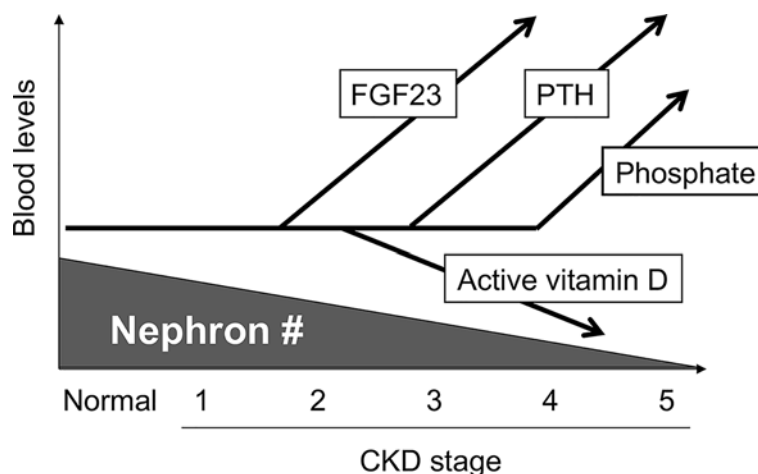 Blood levels
FGF23
PTH
Phosphate
Active vitamin D
Nephron #
Normal 1 2 3 4 5
CKD stage